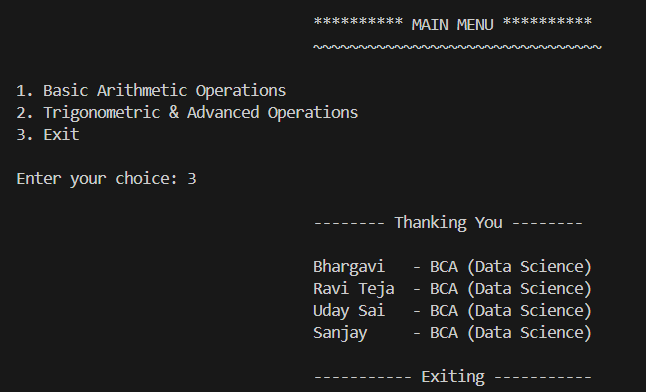 ********** MAIN MENU **********
~~~~~~~~~~~~~~~~~~~~~~~~~~~~~~~~
1. Basic Arithmetic Operations
2. Trigonometric & Advanced Operations
3. Exit
Enter your choice: 3
-------- Thanking You --------
Bhargavi   - BCA (Data Science)
Ravi Teja  - BCA (Data Science)
Uday Sai   - BCA (Data Science)
Sanjay     - BCA (Data Science)
----------- Exiting -----------